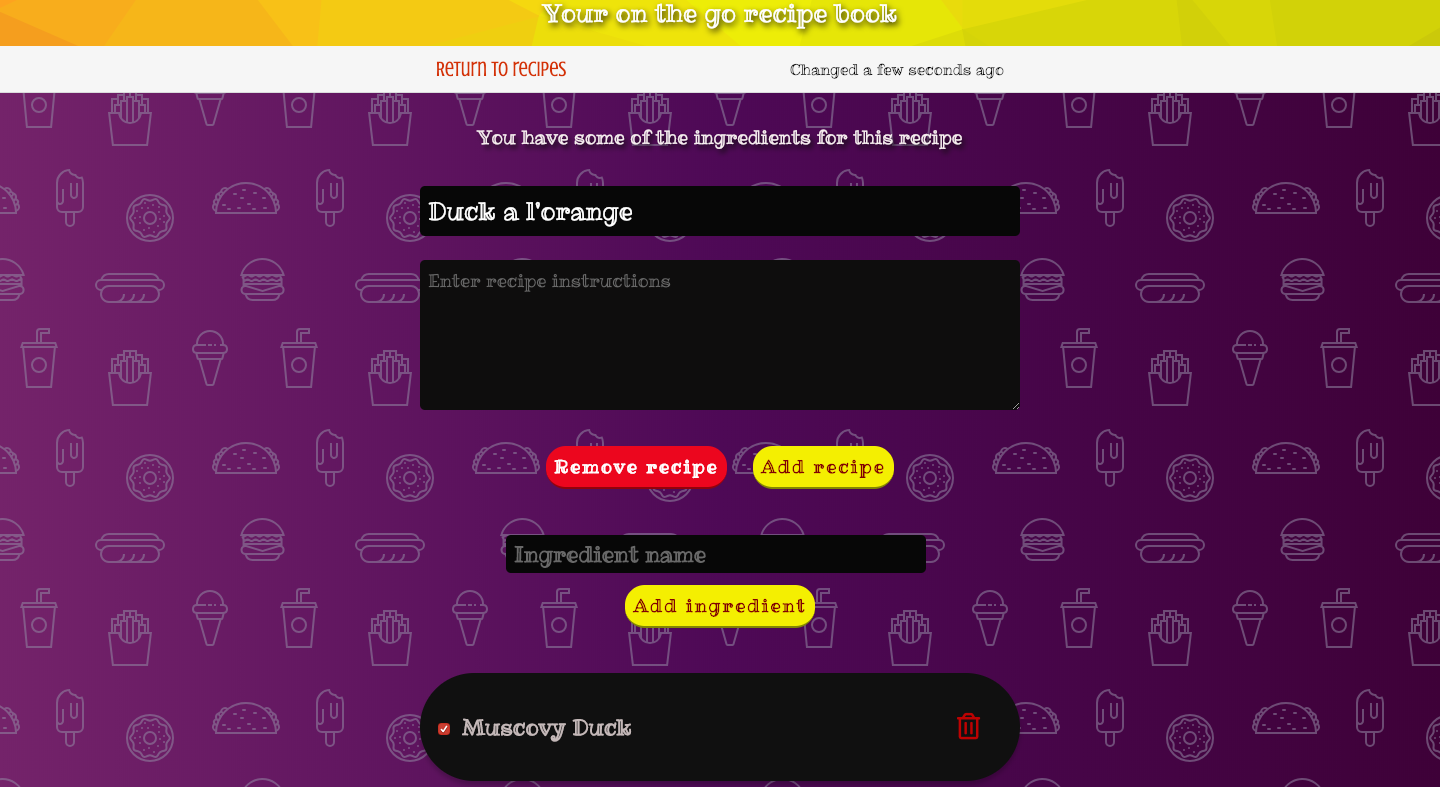 Your on the go recipe book
Return to recipes
Changed a few seconds ago
You have some of the ingredients for this recipe
Duck a l'orange
Enter recipe instructions
Remove recipe
Add recipe
Ingredient name
Add ingredient
Muscovy Duck